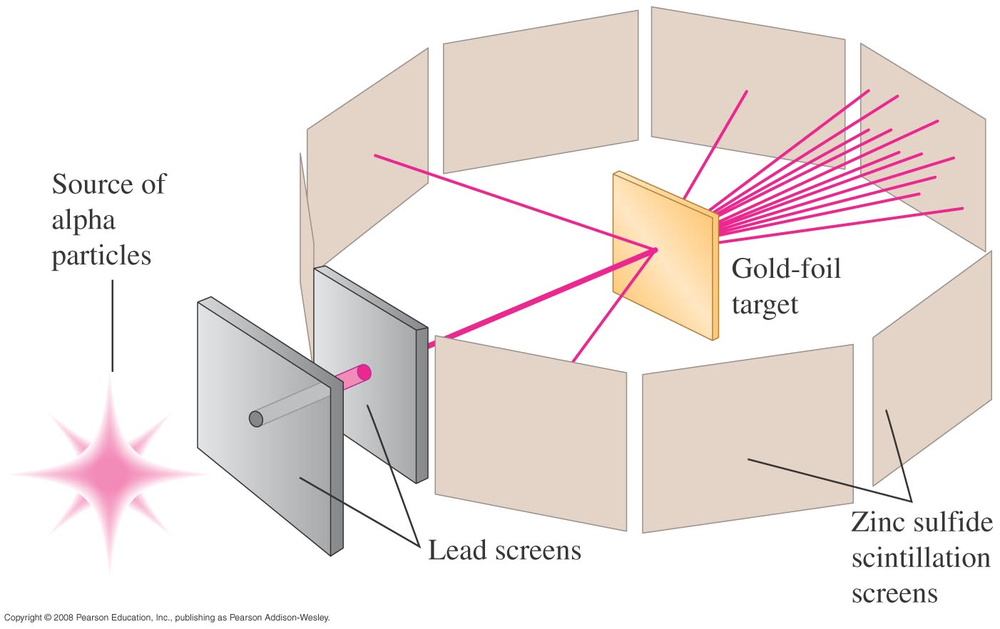 Source of
alpha
particles
Gold-foil
target
Lead screens
Zinc sulfide
scintillation
screens
Copyright © 2008 Pearson Education, Inc., publishing as Pearson Addison-Wesley.